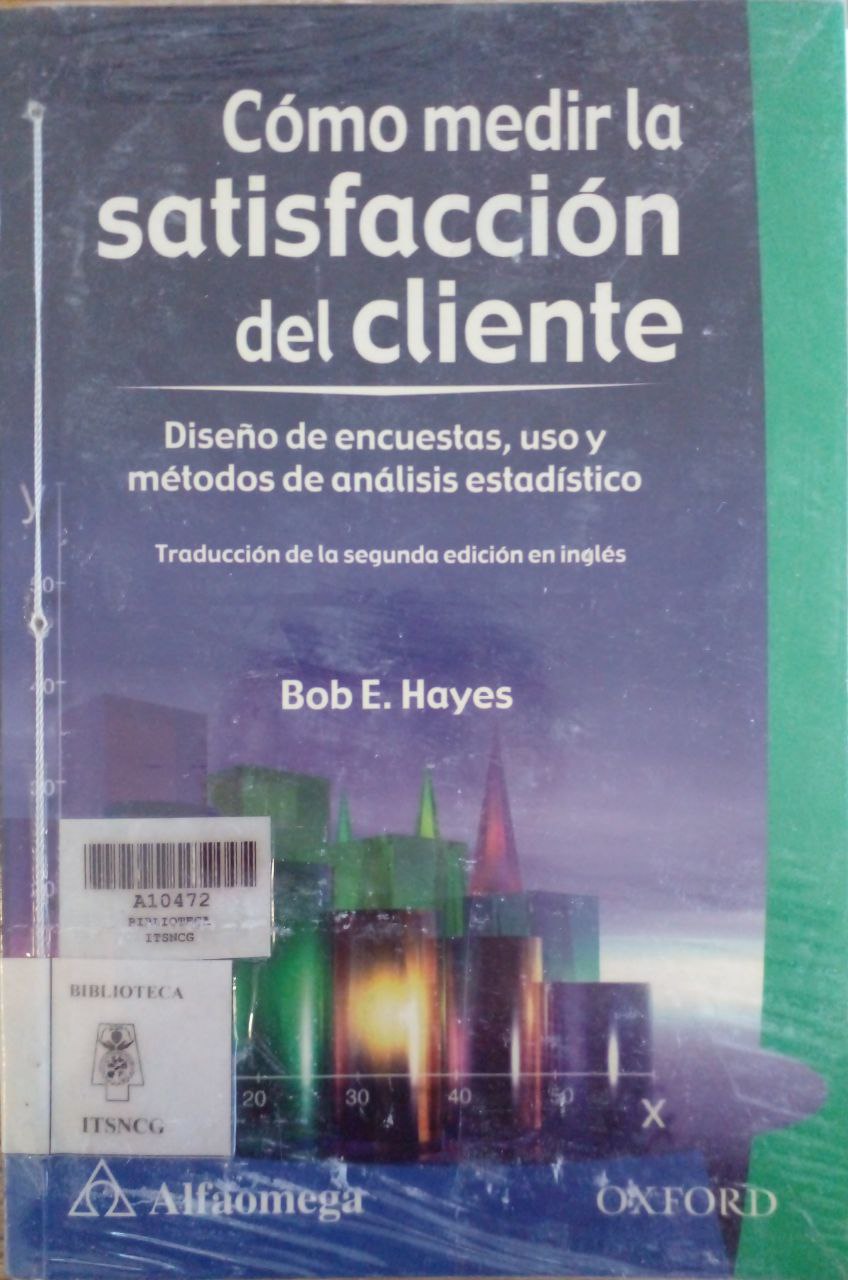 Cómo medir la
satisfacción
del cliente
Diseño de encuestas, uso y
métodos de análisis estadístico
Traducción de la segunda edición en inglés
y
50
40
30
Bob E. Hayes
A10472
BIBLIOTECA
ITSNCG
BIBLIOTECA
ITSNCG
20 30 40 50
X
Alfaomega
OXFORD